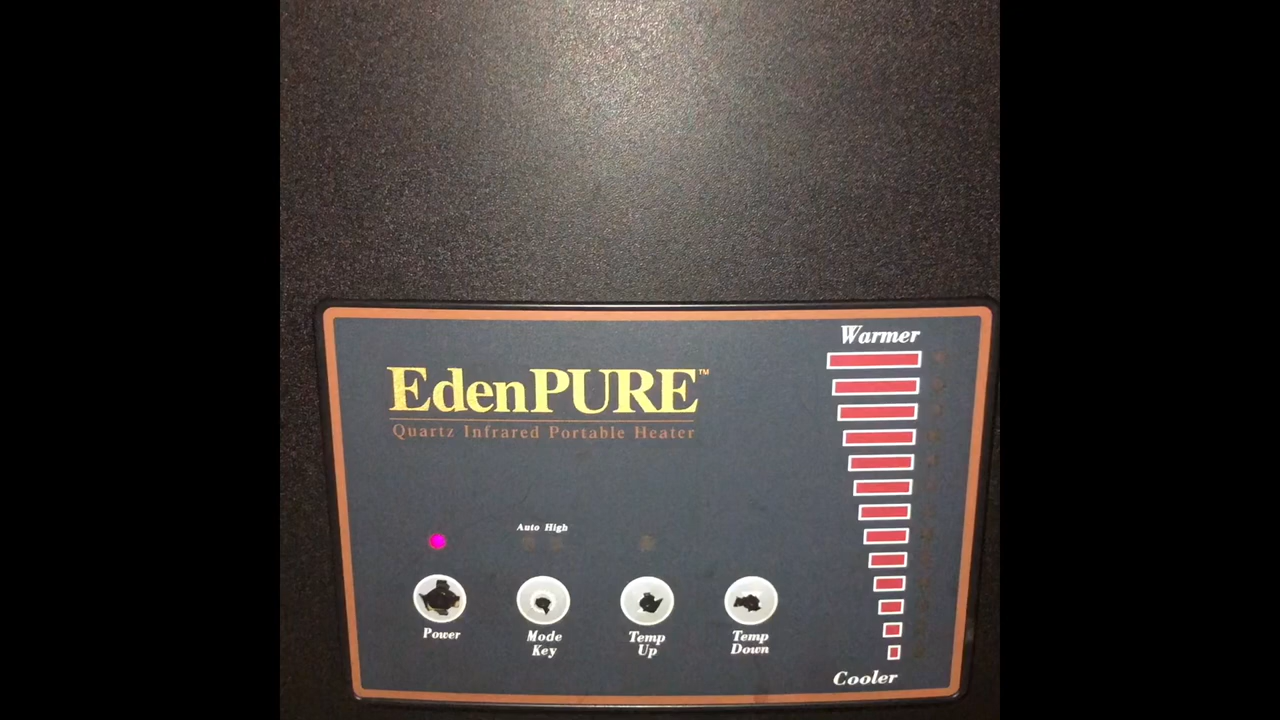 Warmer
EdenPURE™
Quartz Infrared Portable Heater
Auto High
Power
Mode Key
Temp Up
Temp Down
Cooler